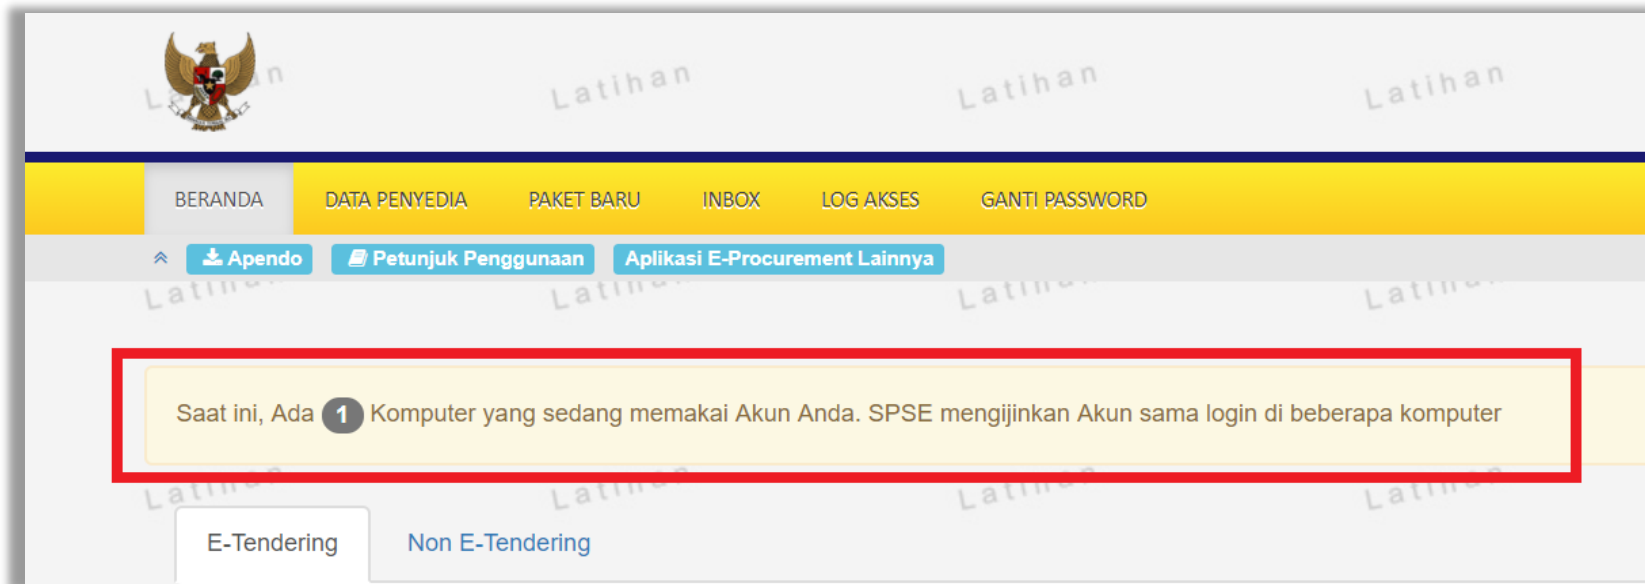 Latihan Latihan Latihan
BERANDA DATA PENYEDIA PAKET BARU INBOX LOG AKSES GANTI PASSWORD
Apendo Petunjuk Penggunaan Aplikasi E-Procurement Lainnya
Saat ini, Ada 1 Komputer yang sedang memakai Akun Anda. SPSE mengijinkan Akun sama login di beberapa komputer
E-Tendering Non E-Tendering